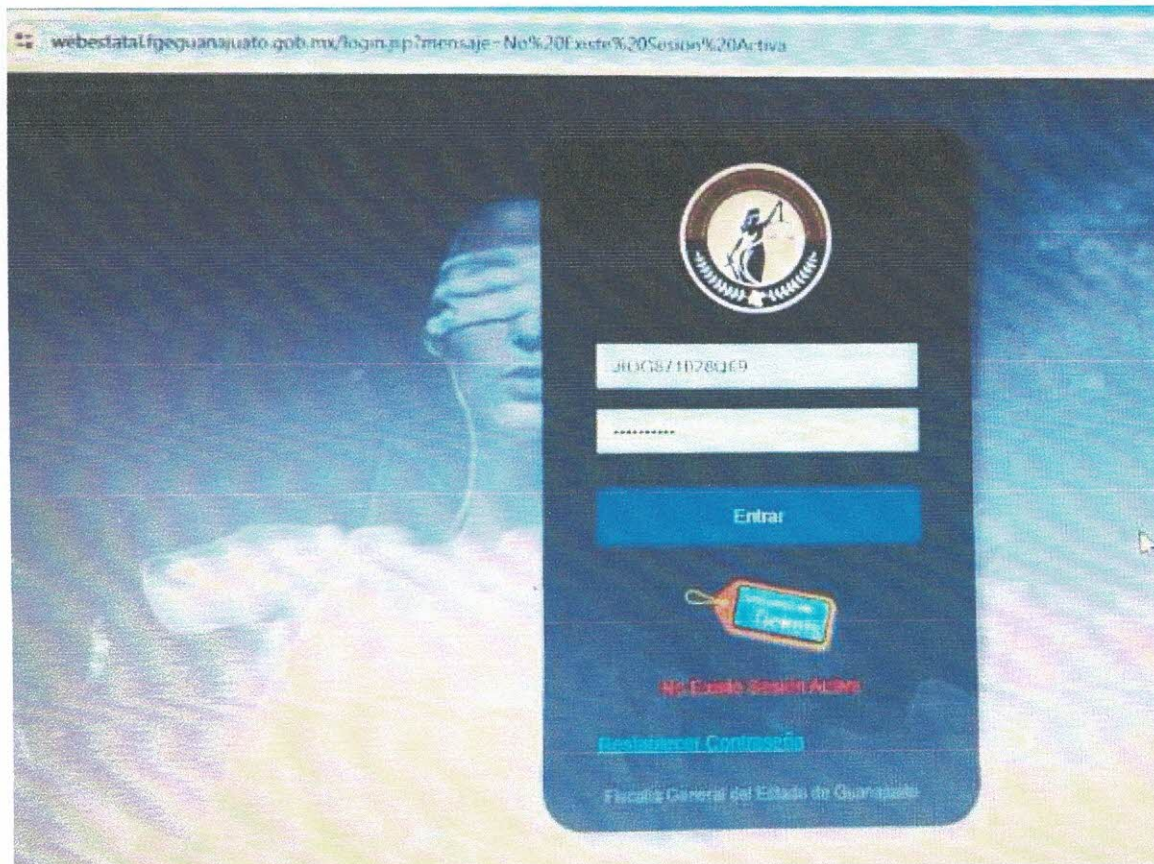 webestatal.fgeguanajuato.gob.mx/login.jsp?mensaje=No%20Existe%20Sesion%20Activa
••••••••••
Entrar
No Existe Sesion Activa
Restablecer Contraseña
Fiscalía General del Estado de Guanajuato